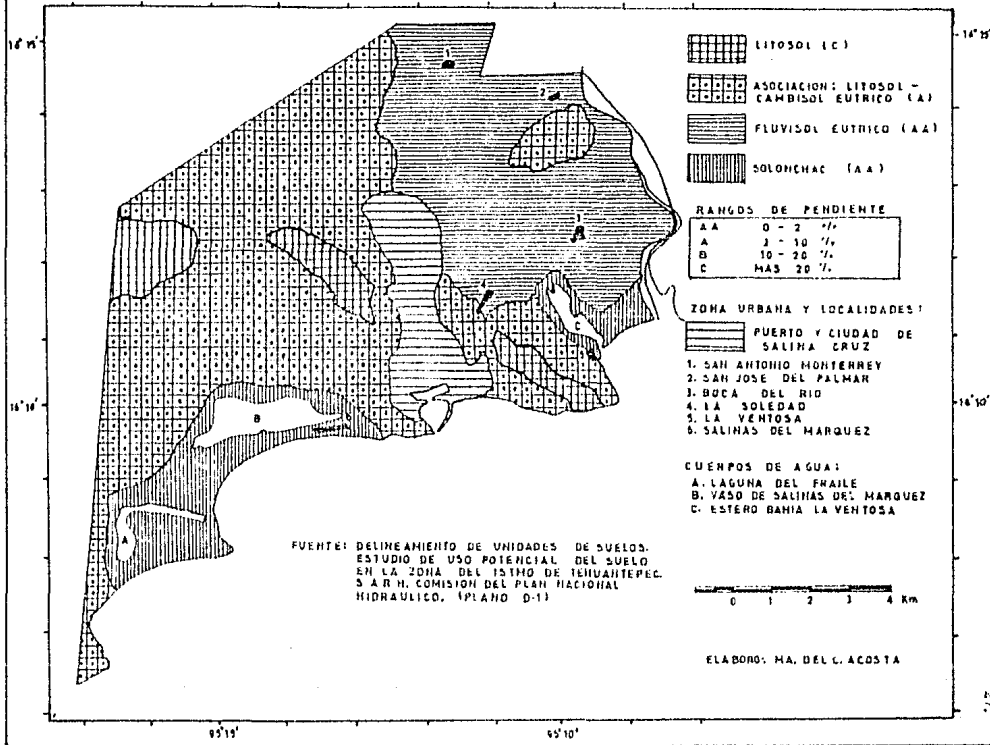 16°15'
16°15'
16°10'
16°10'
95°15'
95°10'
1
2
3
4
C
B
6
A
LITOSOL (C)
ASOCIACION: LITOSOL -
CAMBISOL EUTRICO (A)
FLUVISOL EUTRICO (AA)
SOLONCHAC (AA)
RANGOS DE PENDIENTE
AA 0 - 2 %
A 2 - 10 %
B 10 - 20 %
C MAS 20 %
ZONA URBANA Y LOCALIDADES:
PUERTO Y CIUDAD DE
SALINA CRUZ
1. SAN ANTONIO MONTERREY
2. SAN JOSE DEL PALMAR
3. BOCA DEL RIO
4. LA SOLEDAD
5. LA VENTOSA
6. SALINAS DEL MARQUEZ
CUERPOS DE AGUA:
A. LAGUNA DEL FRAILE
B. VASO DE SALINAS DEL MARQUEZ
C. ESTERO BAHIA LA VENTOSA
FUENTE: DELINEAMIENTO DE UNIDADES DE SUELOS.
ESTUDIO DE USO POTENCIAL DEL SUELO
EN LA ZONA DEL ISTMO DE TEHUANTEPEC.
S A R H. COMISION DEL PLAN NACIONAL
HIDRAULICO. (PLANO D-1)
0 1 2 3 4 Km
ELABORO: MA. DEL C. ACOSTA